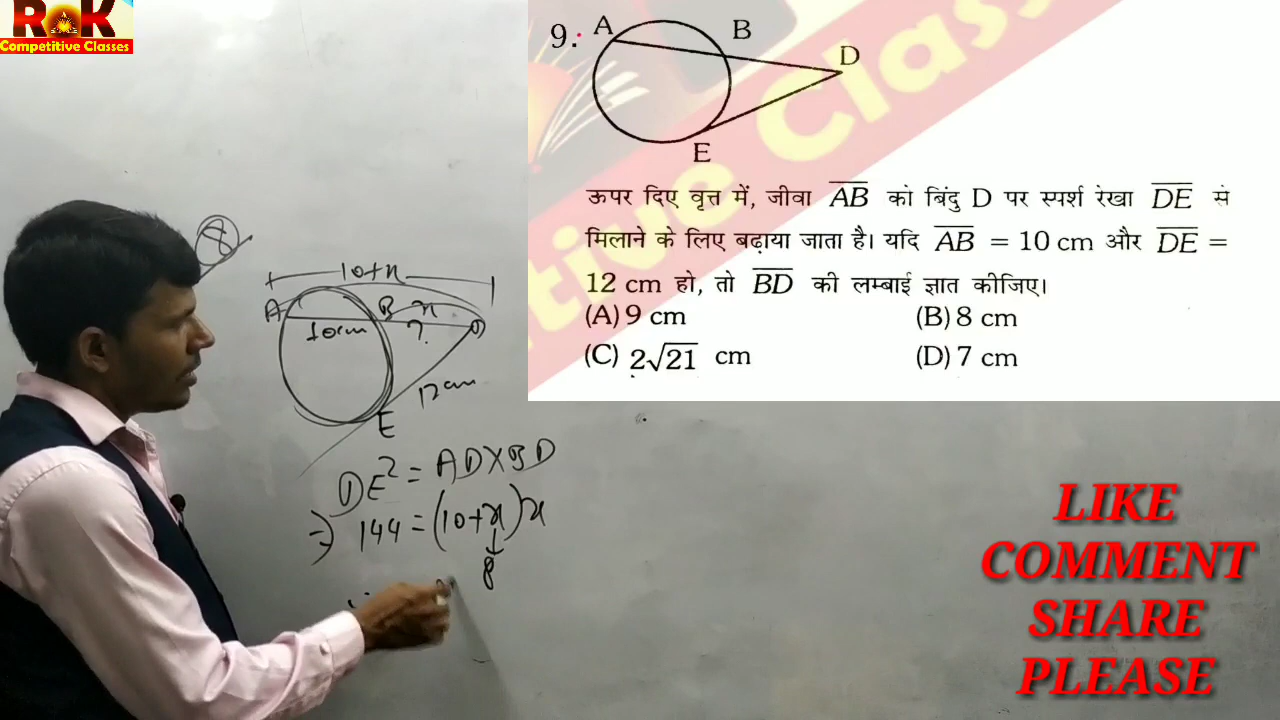 ROK
Competitive Classes
9.
A
B
D
E
ऊपर दिए वृत्त में, जीवा AB को बिंदु D पर स्पर्श रेखा DE से
मिलाने के लिए बढ़ाया जाता है। यदि AB = 10 cm और DE =
12 cm हो, तो BD की लम्बाई ज्ञात कीजिए।
(A) 9 cm
(B) 8 cm
(C) 2√21 cm
(D) 7 cm
10+x
A
B
x
10cm
?
D
12cm
E
DE² = AD×BD
⇒ 144 = (10+x)x
8
LIKE
COMMENT
SHARE
PLEASE